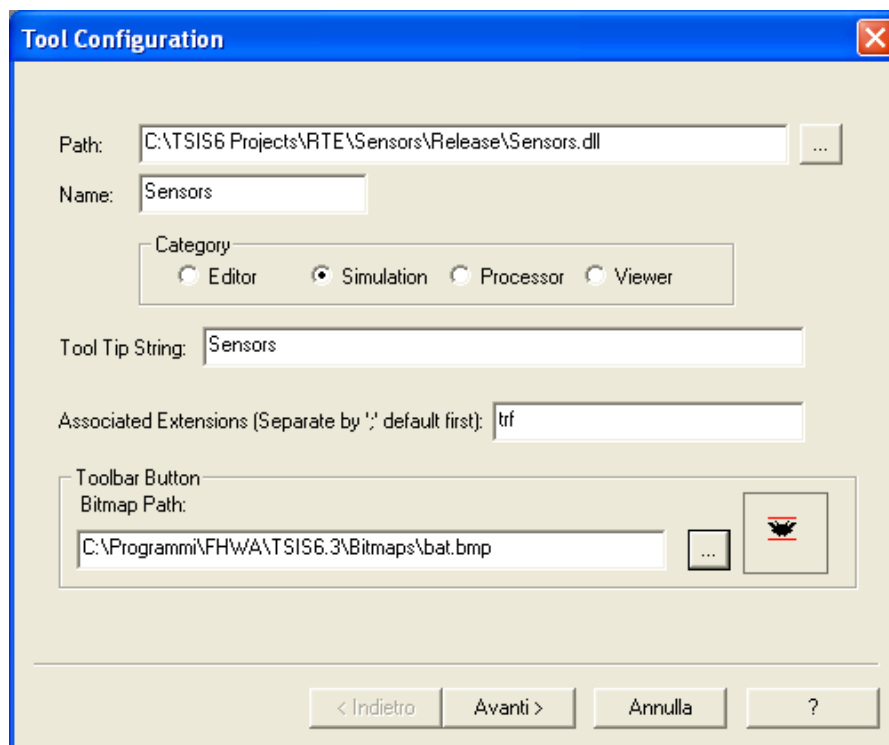 Tool Configuration
Path: C:\TSIS6 Projects\RTE\Sensors\Release\Sensors.dll ...
Name: Sensors
Category
Editor Simulation Processor Viewer
Tool Tip String: Sensors
Associated Extensions (Separate by ';' default first): trf
Toolbar Button
Bitmap Path:
C:\Programmi\FHWA\TSIS6.3\Bitmaps\bat.bmp ...
< Indietro Avanti > Annulla ?